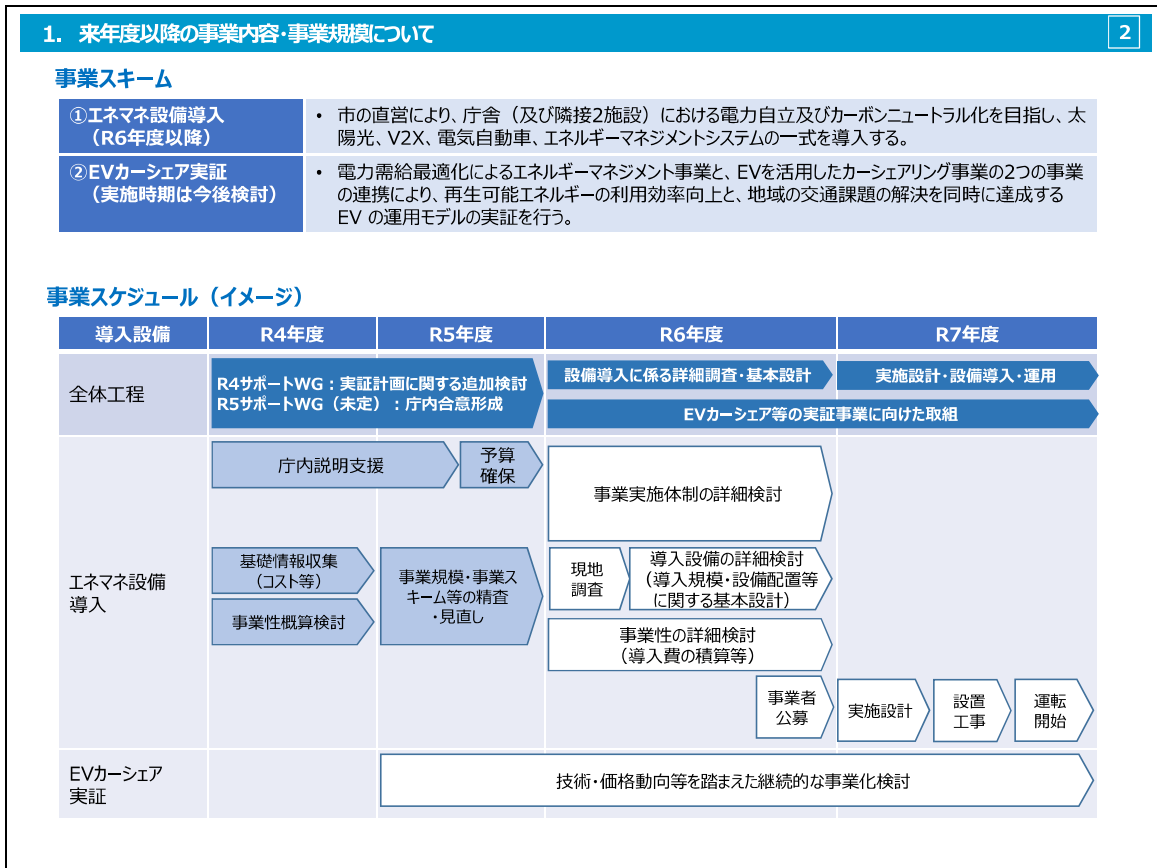 1. 来年度以降の事業内容・事業規模について
2
事業スキーム
①エネマネ設備導入
（R6年度以降）
• 市の直営により、庁舎（及び隣接2施設）における電力自立及びカーボンニュートラル化を目指し、太
陽光、V2X、電気自動車、エネルギーマネジメントシステムの一式を導入する。
②EVカーシェア実証
（実施時期は今後検討）
• 電力需給最適化によるエネルギーマネジメント事業と、EVを活用したカーシェアリング事業の2つの事業
の連携により、再生可能エネルギーの利用効率向上と、地域の交通課題の解決を同時に達成する
EV の運用モデルの実証を行う。
事業スケジュール（イメージ）
導入設備
R4年度
R5年度
R6年度
R7年度
全体工程
R4サポートWG：実証計画に関する追加検討
R5サポートWG（未定）：庁内合意形成
設備導入に係る詳細調査・基本設計
実施設計・設備導入・運用
EVカーシェア等の実証事業に向けた取組
エネマネ設備
導入
庁内説明支援
予算
確保
事業実施体制の詳細検討
基礎情報収集
（コスト等）
事業性概算検討
事業規模・事業ス
キーム等の精査
・見直し
現地
調査
導入設備の詳細検討
（導入規模・設備配置等
に関する基本設計）
事業性の詳細検討
（導入費の積算等）
事業者
公募
実施設計
設置
工事
運転
開始
EVカーシェア
実証
技術・価格動向等を踏まえた継続的な事業化検討